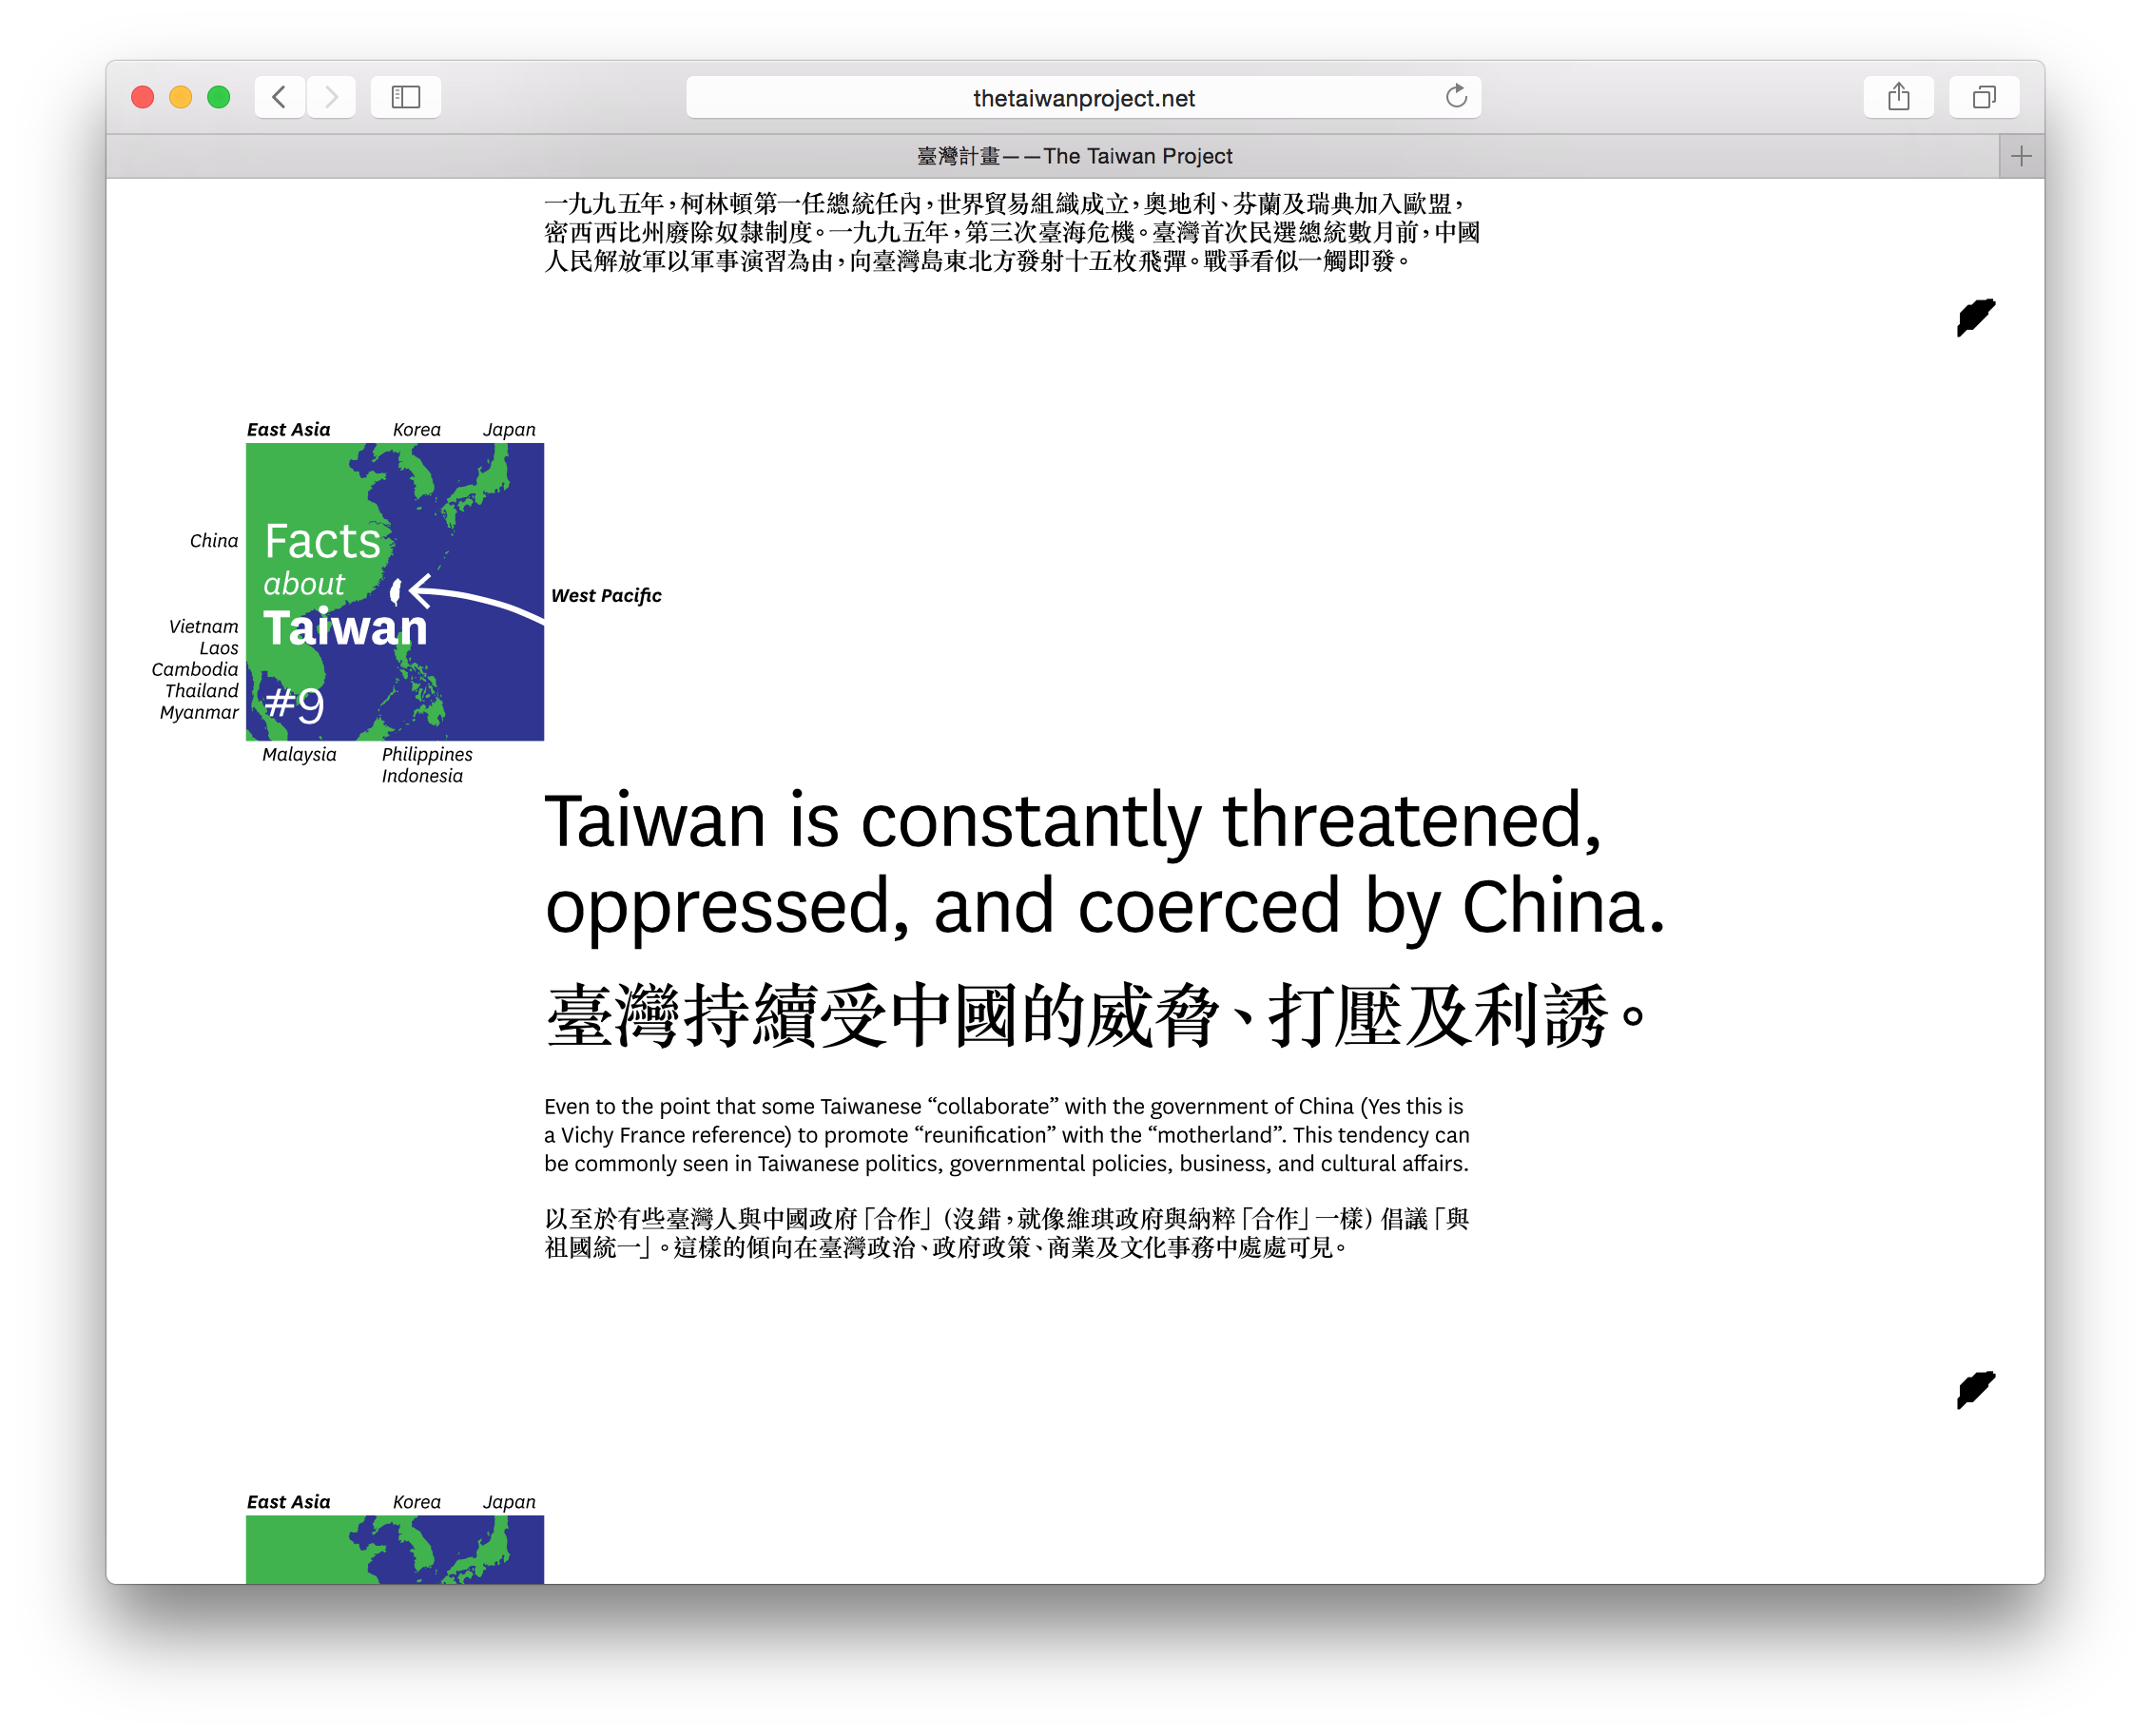 thetaiwanproject.net
臺灣計畫——The Taiwan Project
一九九五年，柯林頓第一任總統任內，世界貿易組織成立，奧地利、芬蘭及瑞典加入歐盟，
密西西比州廢除奴隸制度。一九九五年，第三次臺海危機。臺灣首次民選總統數月前，中國
人民解放軍以軍事演習為由，向臺灣島東北方發射十五枚飛彈。戰爭看似一觸即發。
East Asia Korea Japan
China
Facts
about
Taiwan
#9
West Pacific
Vietnam
Laos
Cambodia
Thailand
Myanmar
Malaysia Philippines
Indonesia
Taiwan is constantly threatened,
oppressed, and coerced by China.
臺灣持續受中國的威脅、打壓及利誘。
Even to the point that some Taiwanese “collaborate” with the government of China (Yes this is
a Vichy France reference) to promote “reunification” with the “motherland”. This tendency can
be commonly seen in Taiwanese politics, governmental policies, business, and cultural affairs.
以至於有些臺灣人與中國政府「合作」（沒錯，就像維琪政府與納粹「合作」一樣）倡議「與
祖國統一」。這樣的傾向在臺灣政治、政府政策、商業及文化事務中處處可見。
East Asia Korea Japan